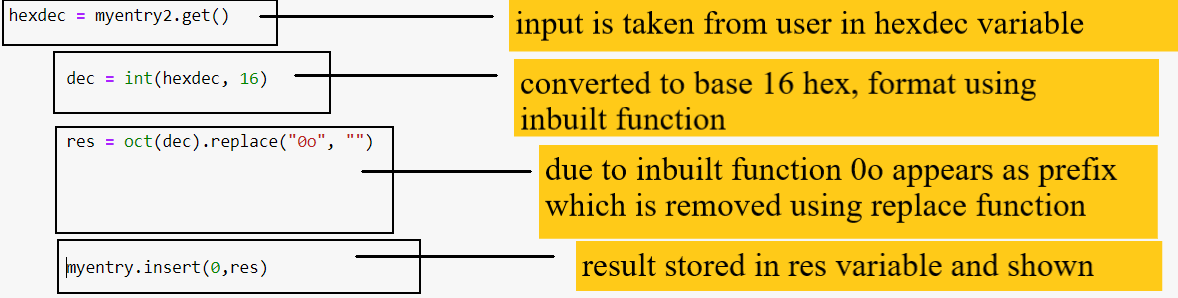 hexdec = myentry2.get()
input is taken from user in hexdec variable
dec = int(hexdec, 16)
converted to base 16 hex, format using
inbuilt function
res = oct(dec).replace("0o", "")
due to inbuilt function 0o appears as prefix
which is removed using replace function
myentry.insert(0,res)
result stored in res variable and shown